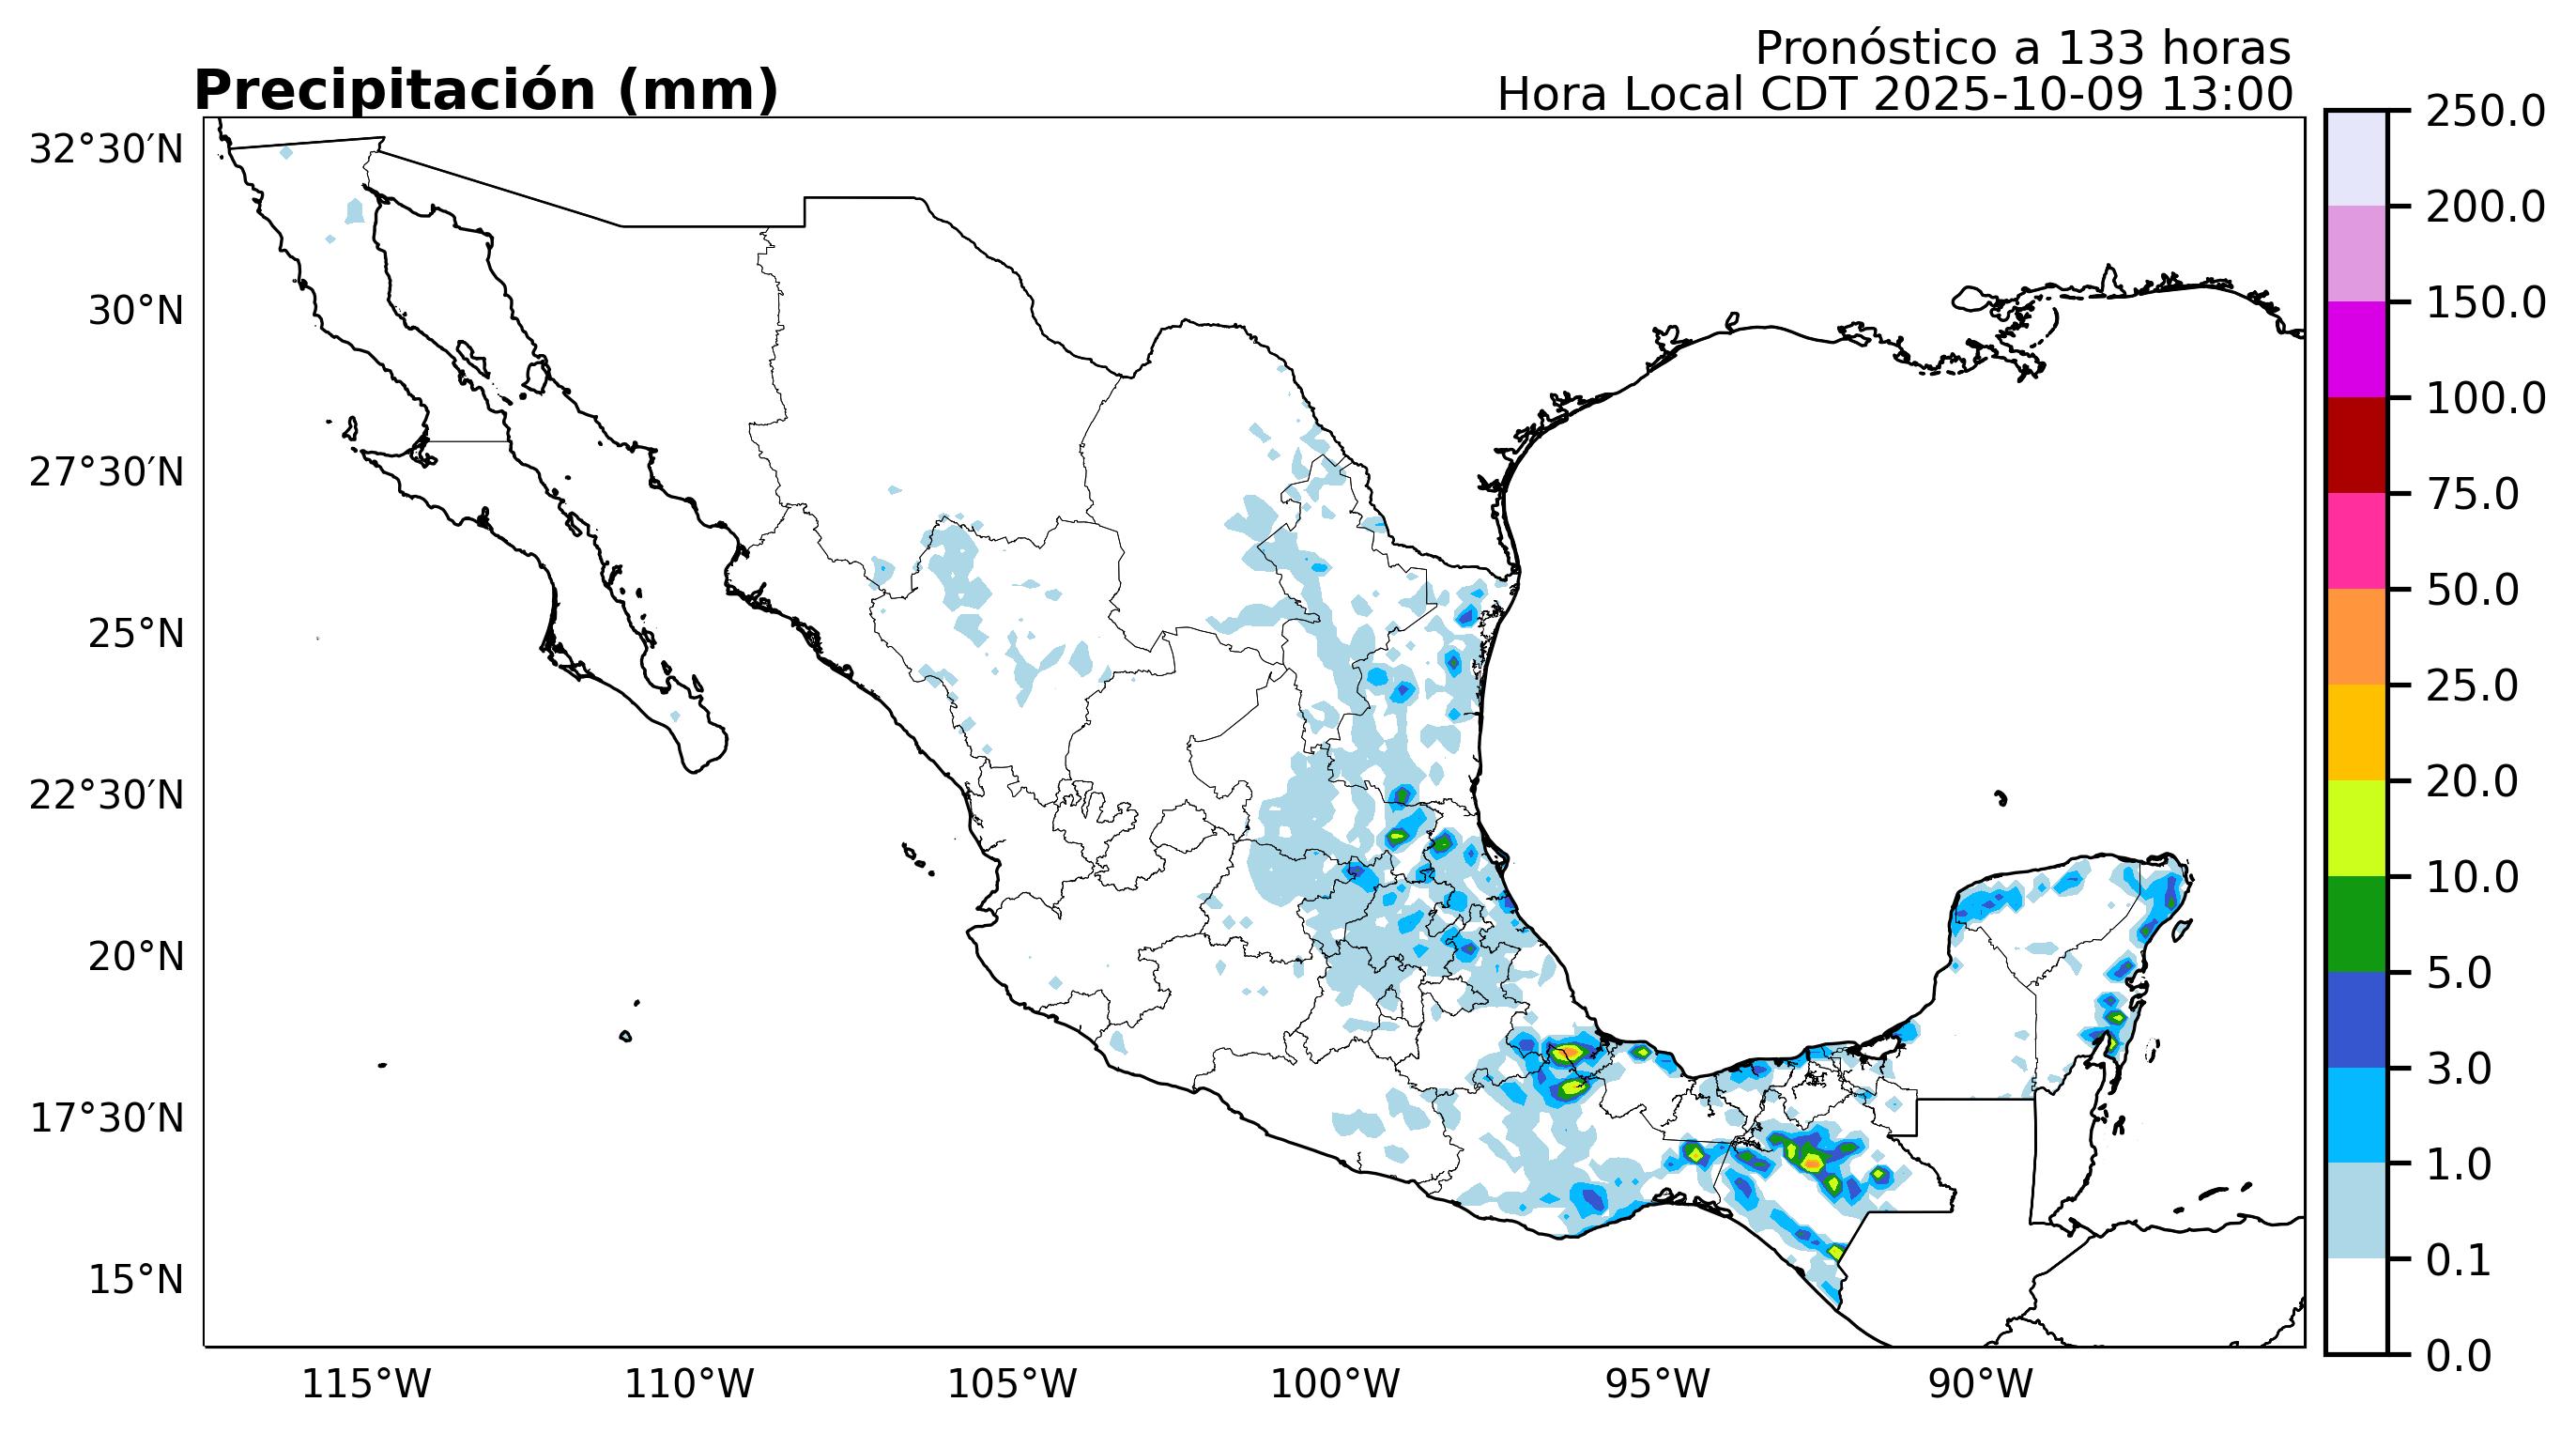 Pronóstico a 133 horas
Precipitación (mm)
Hora Local CDT 2025-10-09 13:00
32°30′N
30°N
27°30′N
25°N
22°30′N
20°N
17°30′N
15°N
115°W
110°W
105°W
100°W
95°W
90°W
250.0
200.0
150.0
100.0
75.0
50.0
25.0
20.0
10.0
5.0
3.0
1.0
0.1
0.0